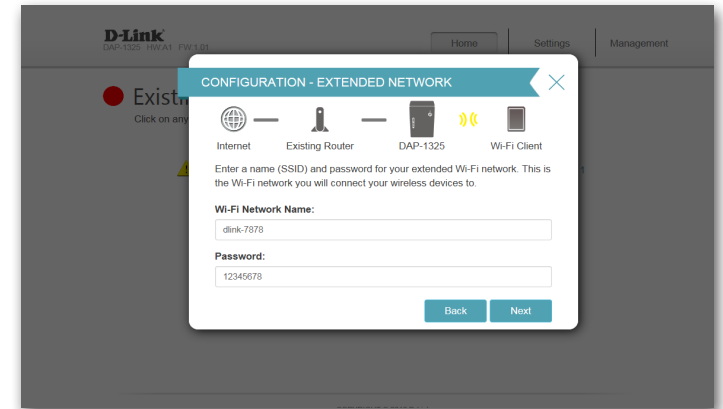 D-Link
DAP-1325 HW:A1 FW:1.01
Home
Settings
Management
CONFIGURATION - EXTENDED NETWORK
Click on any
Internet
Existing Router
DAP-1325
Wi-Fi Client
Enter a name (SSID) and password for your extended Wi-Fi network. This is
the Wi-Fi network you will connect your wireless devices to.
Wi-Fi Network Name:
dlink-7878
Password:
12345678
Back
Next